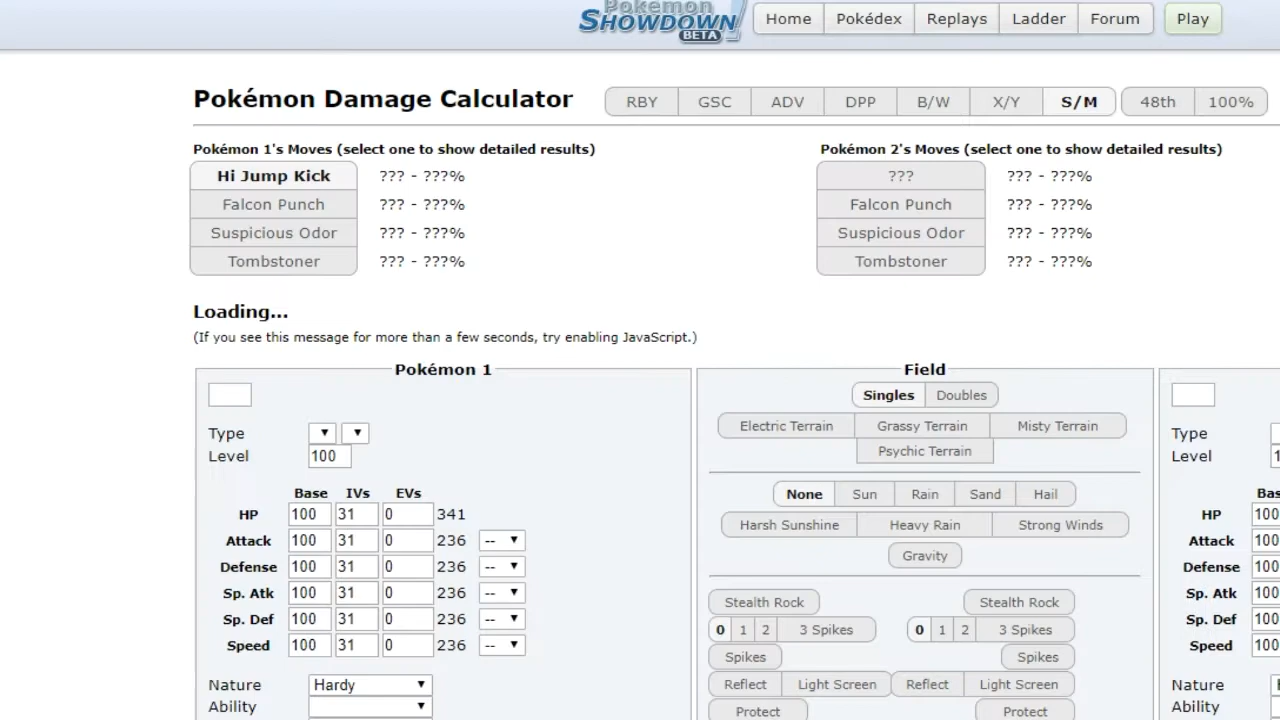 Pokémon
SHOWDOWN
BETA
Home Pokédex Replays Ladder Forum Play
Pokémon Damage Calculator RBY GSC ADV DPP B/W X/Y S/M 48th 100%
Pokémon 1's Moves (select one to show detailed results) Pokémon 2's Moves (select one to show detailed results)
Hi Jump Kick ??? - ???% ??? ??? - ???%
Falcon Punch ??? - ???% Falcon Punch ??? - ???%
Suspicious Odor ??? - ???% Suspicious Odor ??? - ???%
Tombstoner ??? - ???% Tombstoner ??? - ???%
Loading...
(If you see this message for more than a few seconds, try enabling JavaScript.)
Pokémon 1 Field
Singles Doubles
Electric Terrain Grassy Terrain Misty Terrain
Type Type
Psychic Terrain
Level 100 Level 1
Base IVs EVs None Sun Rain Sand Hail Bas
HP 100 31 0 341 HP 100
Harsh Sunshine Heavy Rain Strong Winds
Attack 100 31 0 236 -- Attack 100
Gravity
Defense 100 31 0 236 -- Defense 100
Sp. Atk 100 31 0 236 -- Stealth Rock Stealth Rock Sp. Atk 100
Sp. Def 100 31 0 236 -- 0 1 2 3 Spikes 0 1 2 3 Spikes Sp. Def 100
Speed 100 31 0 236 -- Spikes Spikes Speed 100
Nature Hardy Reflect Light Screen Reflect Light Screen Nature
Ability Protect Protect Ability